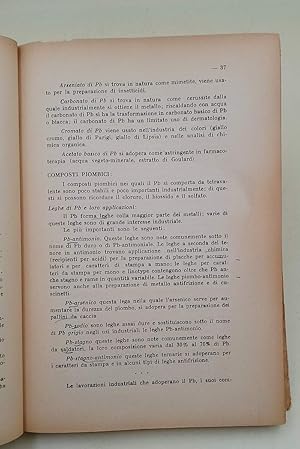 — 37
Arseniato di Pb si trova in natura come mimetite, viene usa-
to per la preparazione di insetticidi.
Carbonato di Pb si trova in natura come cerussite dalla
quale industrialmente si ottiene il metallo, riscaldando con acqua
il carbonato di Pb si ha la trasformazione in carbonato basico di Pb
o biacca; il carbonato di Pb ha un limitato uso in dermatologia.
Cromato di Pb viene usato nell'industria dei colori (giallo
cromo, giallo di Parigi, giallo di Lipsia) e nelle analisi di chi-
mica organica.
Acetato basico di Pb si adopera come astringente in farmaco-
terapia (acqua vegeto-minerale, estratto di Goulard).
COMPOSTI PIOMBICI:
I composti piombici nei quali il Pb si comporta da tetrava-
lente sono poco stabili e poco importanti industrialmente; di que-
sti si possono ricordare il cloruro, il biossido e il solfato.
Leghe di Pb e loro applicazioni:
Il Pb forma leghe colla maggior parte dei metalli; varie di
queste leghe sono di grande interesse industriale.
Le più importanti sono le seguenti:
Pb-antimonio. Queste leghe sono note comunemente sotto il
nome di Pb duro o di Pb-antimoniale. Le leghe a seconda del te-
nore in antimonio trovano applicazioni nell'industria chimica
(recipienti per acidi) per la preparazione di placche per accumu-
latori e per caratteri di stampa a mano; le leghe per carat-
teri da stampa per mono e linotype contengono oltre che Pb an-
che stagno e rame in quantità variabile. Le leghe Pb-antimoniale
servono anche alla preparazione di metallo antifrizione e di cu-
scinetti.
Pb-arsenico questa lega nella quale l'arsenico serve per au-
mentare la durezza del piombo, si adopera per la preparazione dei
pallini da caccia.
Pb-sodio sono leghe assai dure e sostituiscono sotto il nome
di Pb grigio negli usi industriali le leghe Pb-antimonio.
Pb-stagno queste leghe sono note comunemente come leghe
da saldatori, la loro composizione varia dal 30% al 70% di Pb
Pb-stagno-antimonio queste leghe ternarie si adoperano per
i caratteri da stampa e in alcuni tipi di metallo antifrizione.
. . .
Le lavorazioni industriali che adoperano il Pb, i suoi com-